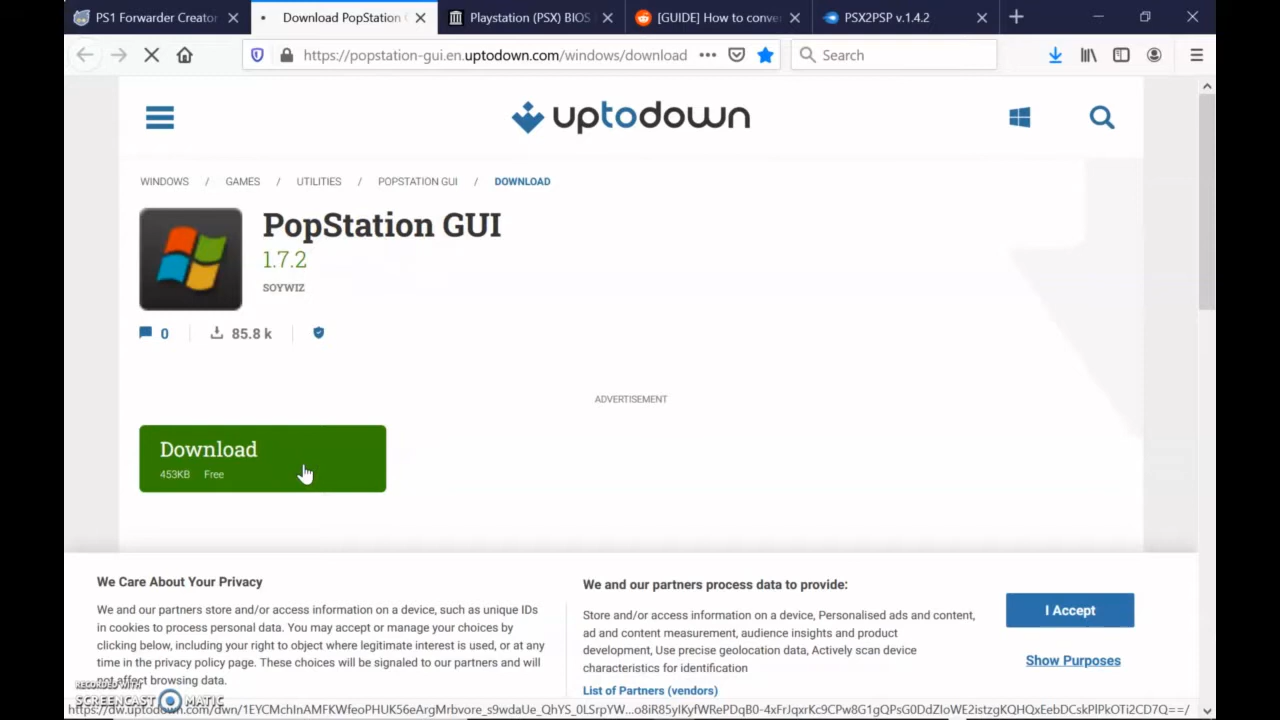 PS1 Forwarder Creator
Download PopStation G
Playstation (PSX) BIOS
[GUIDE] How to conve
PSX2PSP v.1.4.2
https://popstation-gui.en.uptodown.com/windows/download
Search
uptodown
WINDOWS / GAMES / UTILITIES / POPSTATION GUI / DOWNLOAD
PopStation GUI
1.7.2
SOYWIZ
0
85.8 k
ADVERTISEMENT
Download
453KB Free
We Care About Your Privacy
We and our partners store and/or access information on a device, such as unique IDs
in cookies to process personal data. You may accept or manage your choices by
clicking below, including your right to object where legitimate interest is used, or at any
time in the privacy policy page. These choices will be signaled to our partners and will
not affect browsing data.
We and our partners process data to provide:
Store and/or access information on a device, Personalised ads and content,
ad and content measurement, audience insights and product
development, Use precise geolocation data, Actively scan device
characteristics for identification
List of Partners (vendors)
I Accept
Show Purposes
RECORDED WITH
SCREENCAST MATIC